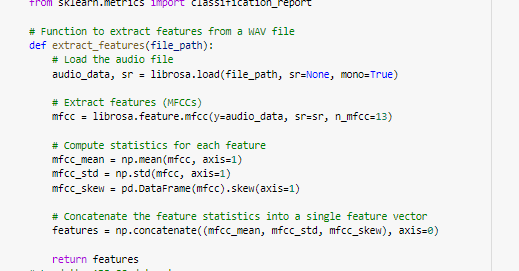 from sklearn.metrics import classification_report
# Function to extract features from a WAV file
def extract_features(file_path):
# Load the audio file
audio_data, sr = librosa.load(file_path, sr=None, mono=True)
# Extract features (MFCCs)
mfcc = librosa.feature.mfcc(y=audio_data, sr=sr, n_mfcc=13)
# Compute statistics for each feature
mfcc_mean = np.mean(mfcc, axis=1)
mfcc_std = np.std(mfcc, axis=1)
mfcc_skew = pd.DataFrame(mfcc).skew(axis=1)
# Concatenate the feature statistics into a single feature vector
features = np.concatenate((mfcc_mean, mfcc_std, mfcc_skew), axis=0)
return features